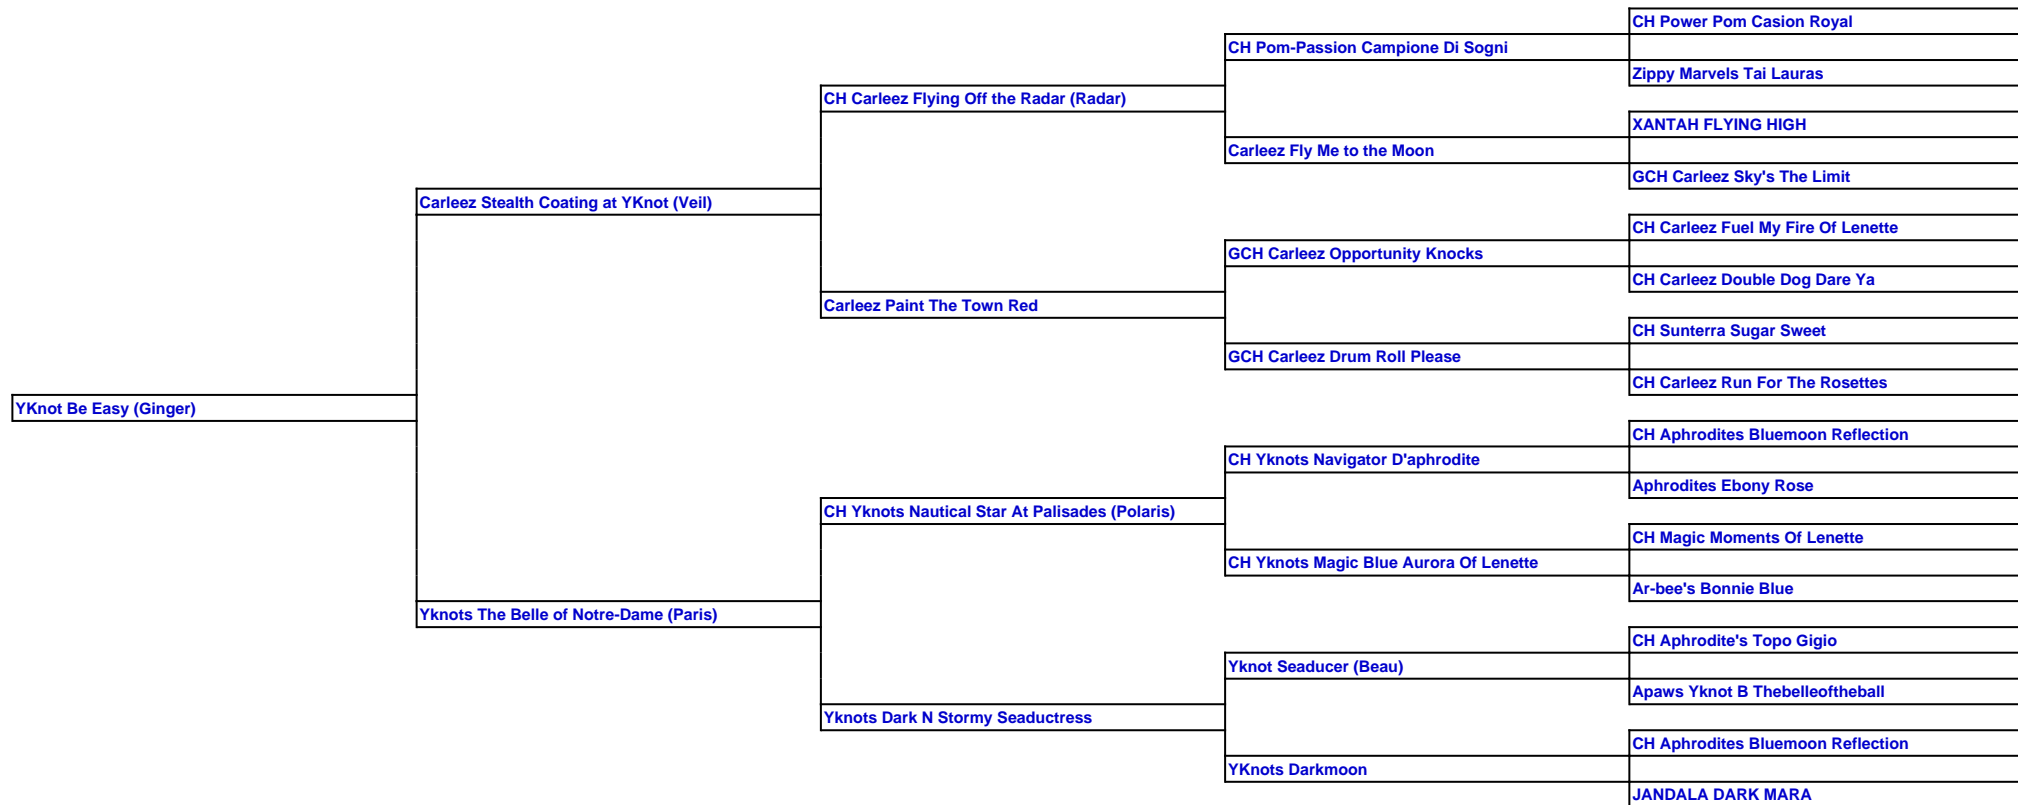 CH Power Pom Casion Royal
CH Pom-Passion Campione Di Sogni
Zippy Marvels Tai Lauras
CH Carleez Flying Off the Radar (Radar)
XANTAH FLYING HIGH
Carleez Fly Me to the Moon
GCH Carleez Sky's The Limit
Carleez Stealth Coating at YKnot (Veil)
CH Carleez Fuel My Fire Of Lenette
GCH Carleez Opportunity Knocks
CH Carleez Double Dog Dare Ya
Carleez Paint The Town Red
CH Sunterra Sugar Sweet
GCH Carleez Drum Roll Please
CH Carleez Run For The Rosettes
YKnot Be Easy (Ginger)
CH Aphrodites Bluemoon Reflection
CH Yknots Navigator D'aphrodite
Aphrodites Ebony Rose
CH Yknots Nautical Star At Palisades (Polaris)
CH Magic Moments Of Lenette
CH Yknots Magic Blue Aurora Of Lenette
Ar-bee's Bonnie Blue
Yknots The Belle of Notre-Dame (Paris)
CH Aphrodite's Topo Gigio
Yknot Seaducer (Beau)
Apaws Yknot B Thebelleoftheball
Yknots Dark N Stormy Seaductress
CH Aphrodites Bluemoon Reflection
YKnots Darkmoon
JANDALA DARK MARA